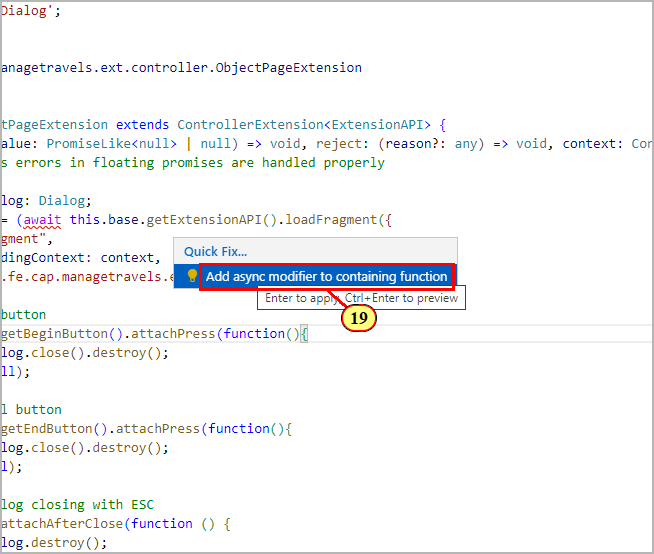 Dialog';
anagetravels.ext.controller.ObjectPageExtension
tPageExtension extends ControllerExtension<ExtensionAPI> {
alue: PromiseLike<null> | null) => void, reject: (reason?: any) => void, context: Con
s errors in floating promises are handled properly
log: Dialog;
= (await this.base.getExtensionAPI().loadFragment({
gment",
dingContext: context,
.fe.cap.managetravels.e
Quick Fix...
Add async modifier to containing function
Enter to apply, Ctrl+Enter to preview
19
button
getBeginButton().attachPress(function(){
log.close().destroy();
ll);
l button
getEndButton().attachPress(function(){
log.close().destroy();
l);
log closing with ESC
attachAfterClose(function () {
log.destroy();